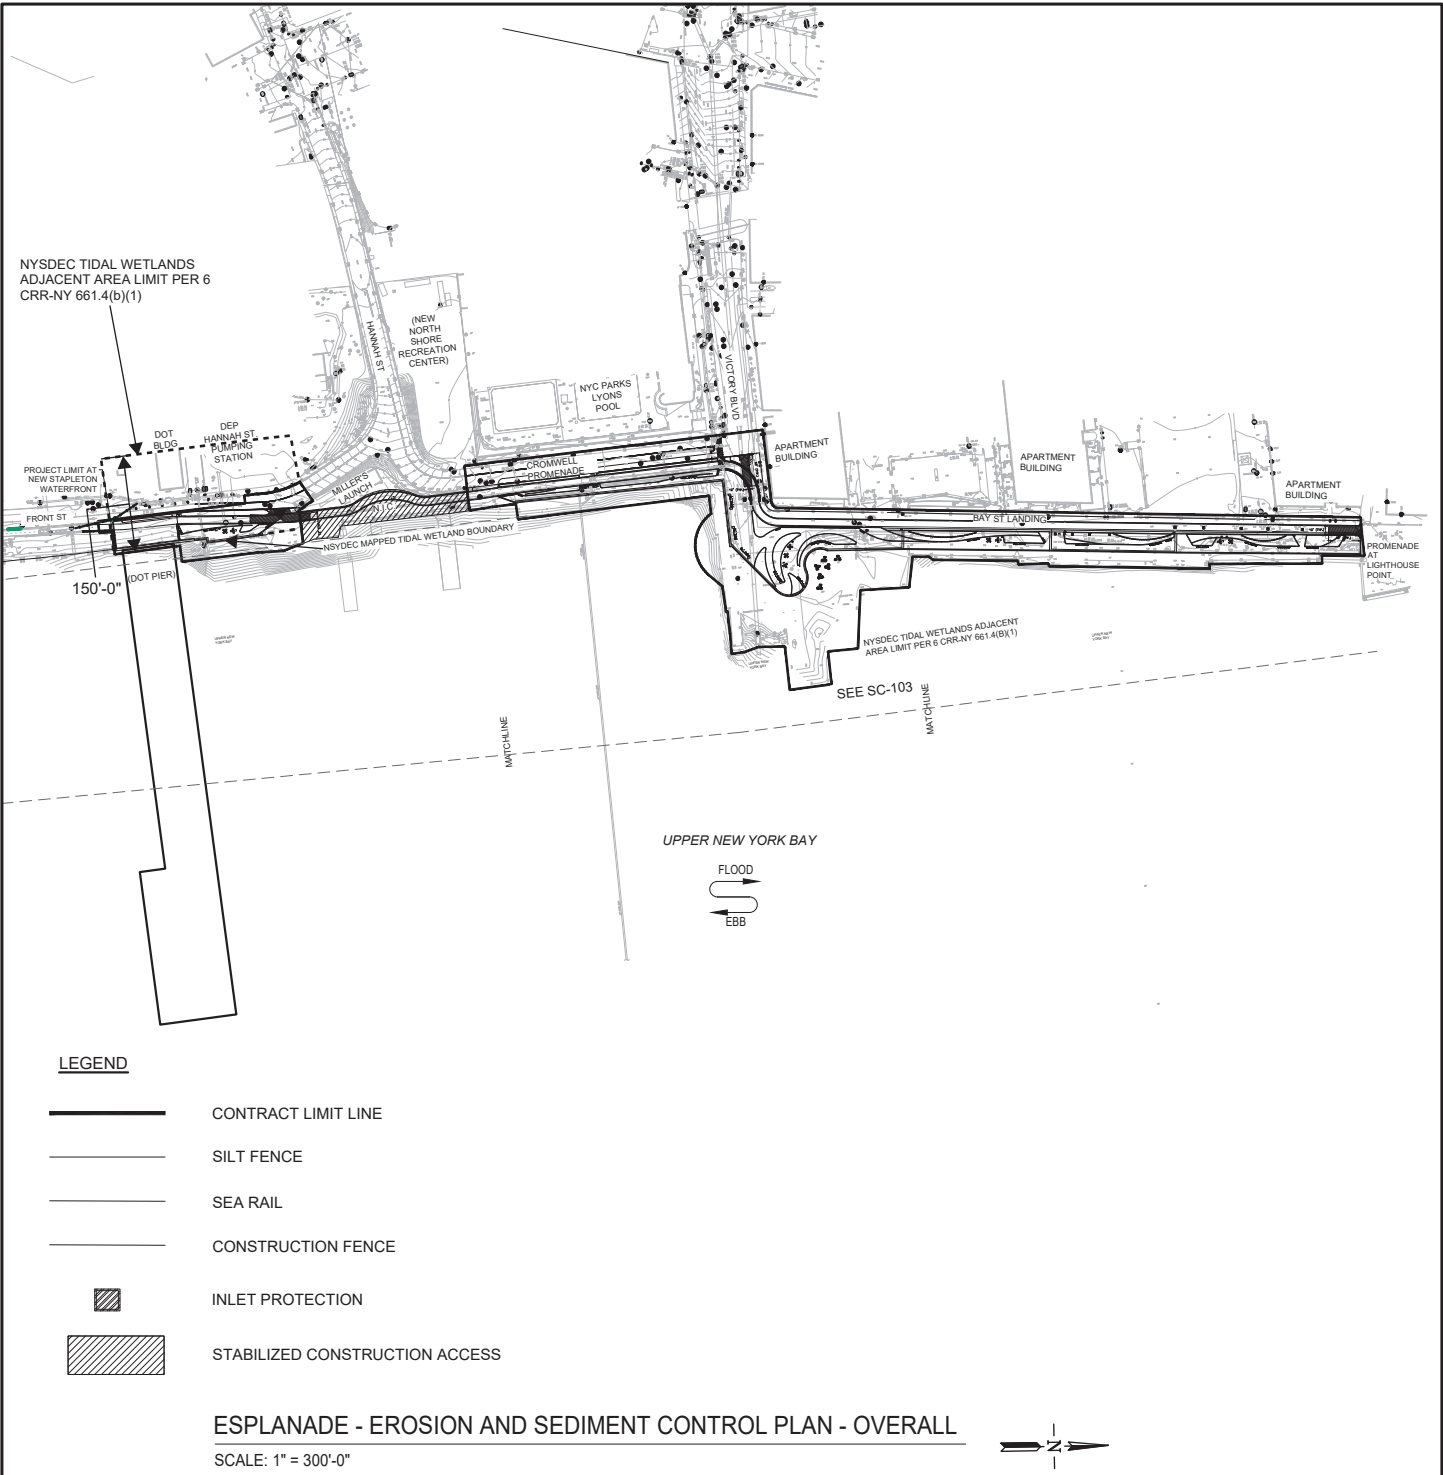 NYSDEC TIDAL WETLANDS
ADJACENT AREA LIMIT PER 6
CRR-NY 661.4(b)(1)
HANNAH ST
(NEW
NORTH
SHORE
RECREATION
CENTER)
NYC PARKS
LYONS
POOL
VICTORY BLVD
DOT
BLDG
DEP
HANNAH ST
PUMPING
STATION
PROJECT LIMIT AT
NEW STAPLETON
WATERFRONT
FRONT ST
MILLER'S
LAUNCH
N.I.C
CROMWELL
PROMENADE
APARTMENT
BUILDING
APARTMENT
BUILDING
APARTMENT
BUILDING
BAY ST LANDING
PROMENADE
AT
LIGHTHOUSE
POINT
NSYDEC MAPPED TIDAL WETLAND BOUNDARY
(DOT PIER)
150'-0"
NYSDEC TIDAL WETLANDS ADJACENT
AREA LIMIT PER 6 CRR-NY 661.4(B)(1)
SEE SC-103
MATCHLINE
MATCHLINE
UPPER NEW YORK BAY
FLOOD
EBB
LEGEND
CONTRACT LIMIT LINE
SILT FENCE
SEA RAIL
CONSTRUCTION FENCE
INLET PROTECTION
STABILIZED CONSTRUCTION ACCESS
ESPLANADE - EROSION AND SEDIMENT CONTROL PLAN - OVERALL
SCALE: 1" = 300'-0"
N